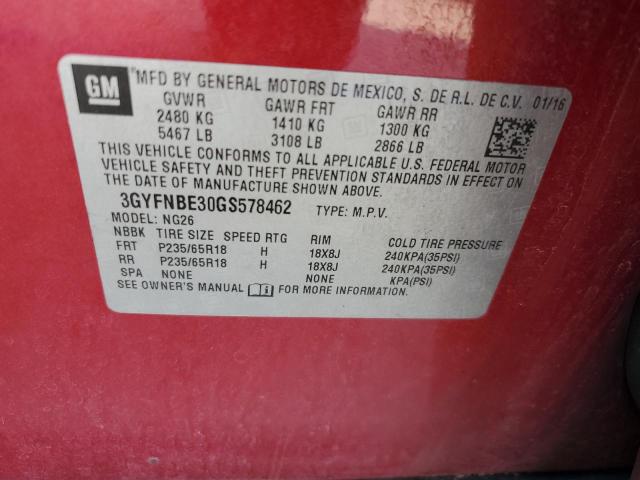 GM
MFD BY GENERAL MOTORS DE MEXICO, S. DE R.L. DE C.V. 01/16
GVWR GAWR FRT GAWR RR
2480 KG 1410 KG 1300 KG
5467 LB 3108 LB 2866 LB
THIS VEHICLE CONFORMS TO ALL APPLICABLE U.S. FEDERAL MOTOR
VEHICLE SAFETY AND THEFT PREVENTION STANDARDS IN EFFECT ON
THE DATE OF MANUFACTURE SHOWN ABOVE.
3GYFNBE30GS578462 TYPE: M.P.V.
MODEL: NG26
NBBK TIRE SIZE SPEED RTG RIM COLD TIRE PRESSURE
FRT P235/65R18 H 18X8J 240KPA(35PSI)
RR P235/65R18 H 18X8J 240KPA(35PSI)
SPA NONE NONE KPA(PSI)
SEE OWNER'S MANUAL FOR MORE INFORMATION.